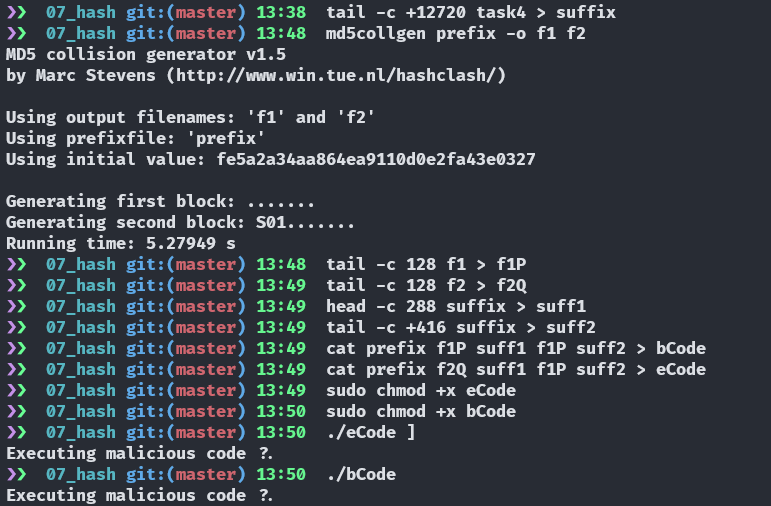 ❯❯  07_hash git:(master) 13:38  tail -c +12720 task4 > suffix
❯❯  07_hash git:(master) 13:48  md5collgen prefix -o f1 f2
MD5 collision generator v1.5
by Marc Stevens (http://www.win.tue.nl/hashclash/)
Using output filenames: 'f1' and 'f2'
Using prefixfile: 'prefix'
Using initial value: fe5a2a34aa864ea9110d0e2fa43e0327
Generating first block: .......
Generating second block: S01.......
Running time: 5.27949 s
❯❯  07_hash git:(master) 13:48  tail -c 128 f1 > f1P
❯❯  07_hash git:(master) 13:49  tail -c 128 f2 > f2Q
❯❯  07_hash git:(master) 13:49  head -c 288 suffix > suff1
❯❯  07_hash git:(master) 13:49  tail -c +416 suffix > suff2
❯❯  07_hash git:(master) 13:49  cat prefix f1P suff1 f1P suff2 > bCode
❯❯  07_hash git:(master) 13:49  cat prefix f2Q suff1 f1P suff2 > eCode
❯❯  07_hash git:(master) 13:49  sudo chmod +x eCode
❯❯  07_hash git:(master) 13:50  sudo chmod +x bCode
❯❯  07_hash git:(master) 13:50  ./eCode ]
Executing malicious code ?.
❯❯  07_hash git:(master) 13:50  ./bCode
Executing malicious code ?.